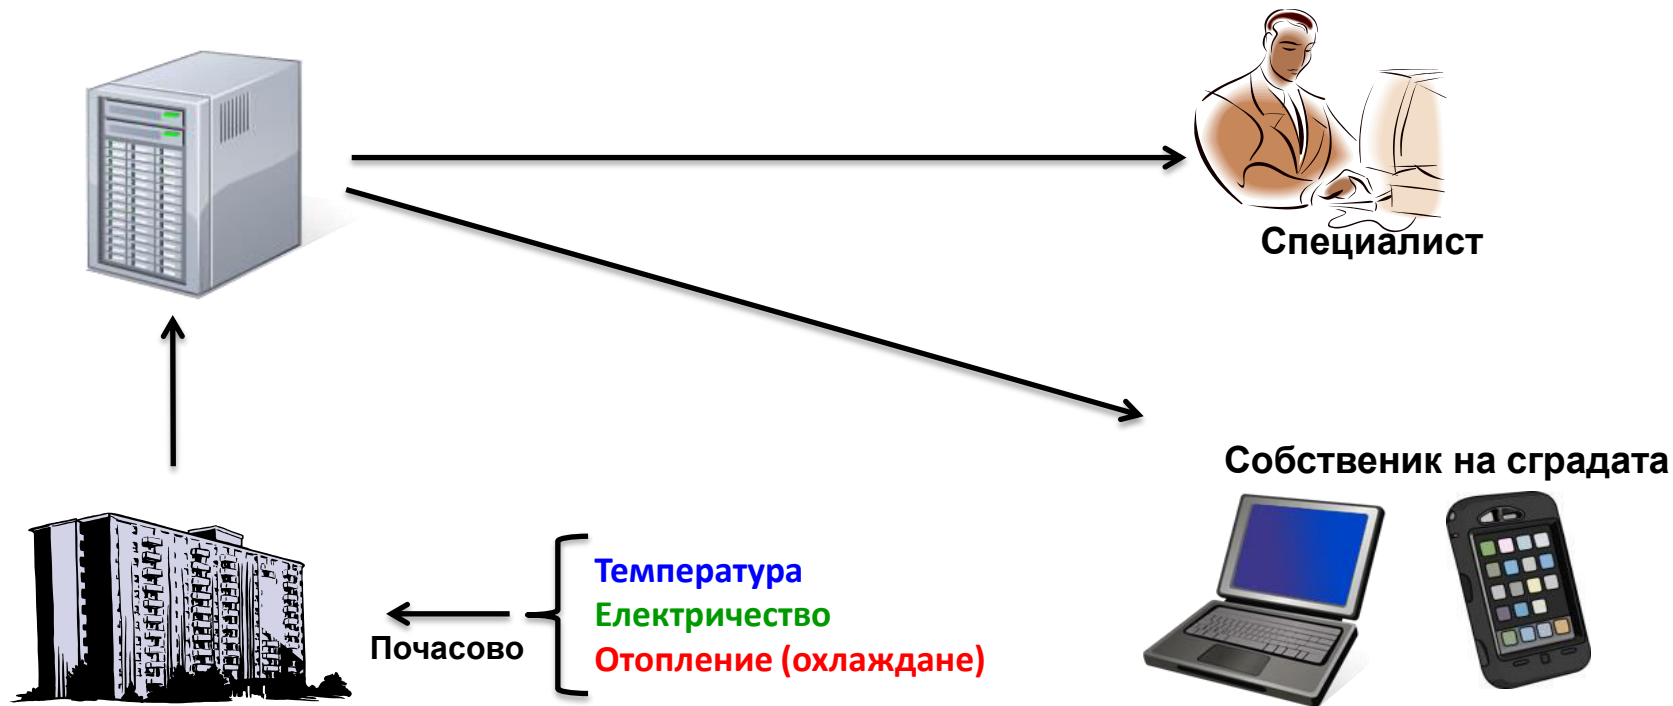 Специалист
Собственик на сградата
Температура
Електричество
Почасово
Отопление (охлаждане)